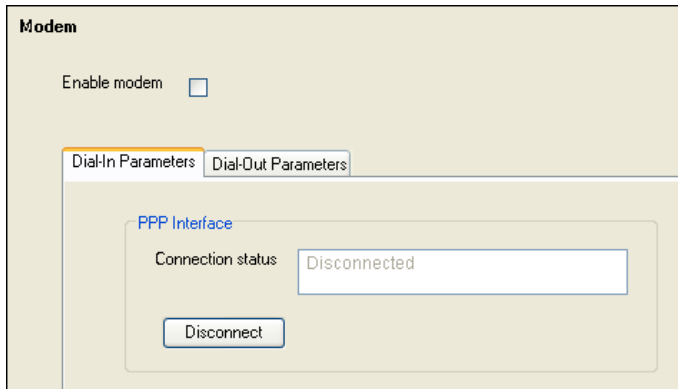 Modem
Enable modem
Dial-In Parameters Dial-Out Parameters
PPP Interface
Connection status Disconnected
Disconnect